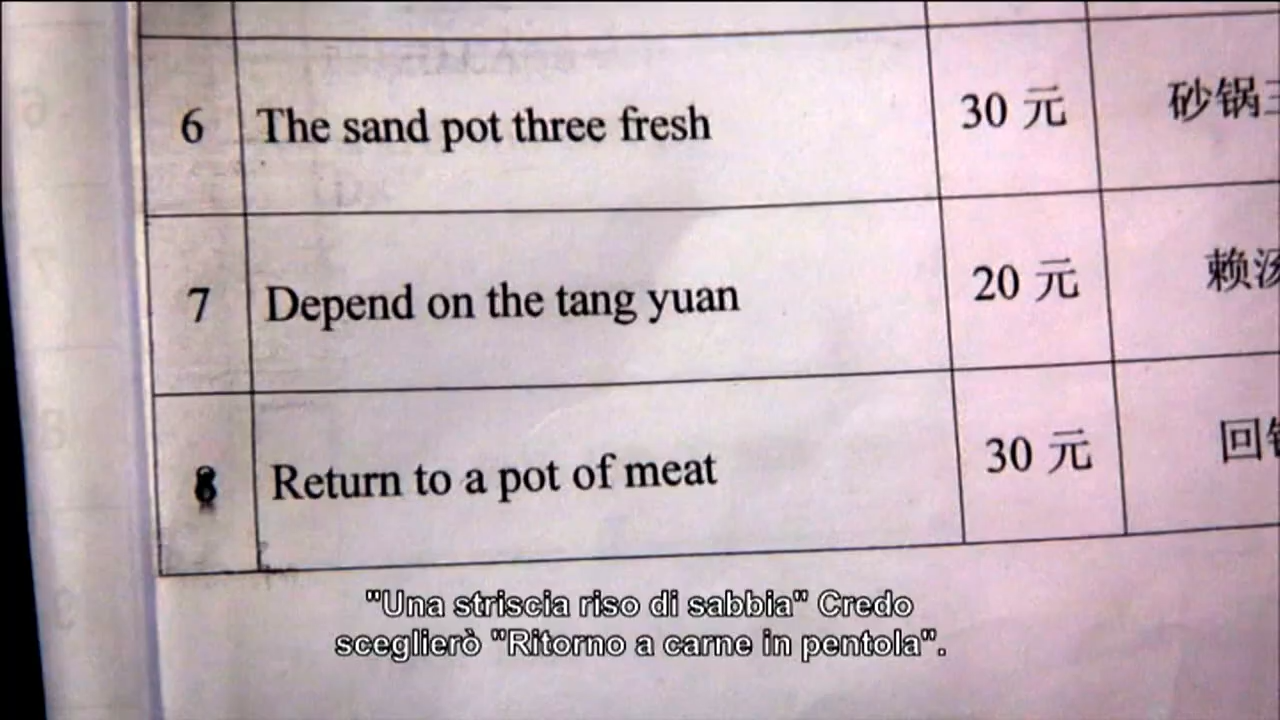 6 The sand pot three fresh 30 元 砂锅
7 Depend on the tang yuan 20 元 赖汤
8 Return to a pot of meat 30 元 回
"Una striscia riso di sabbia" Credo
sceglierò "Ritorno a carne in pentola".